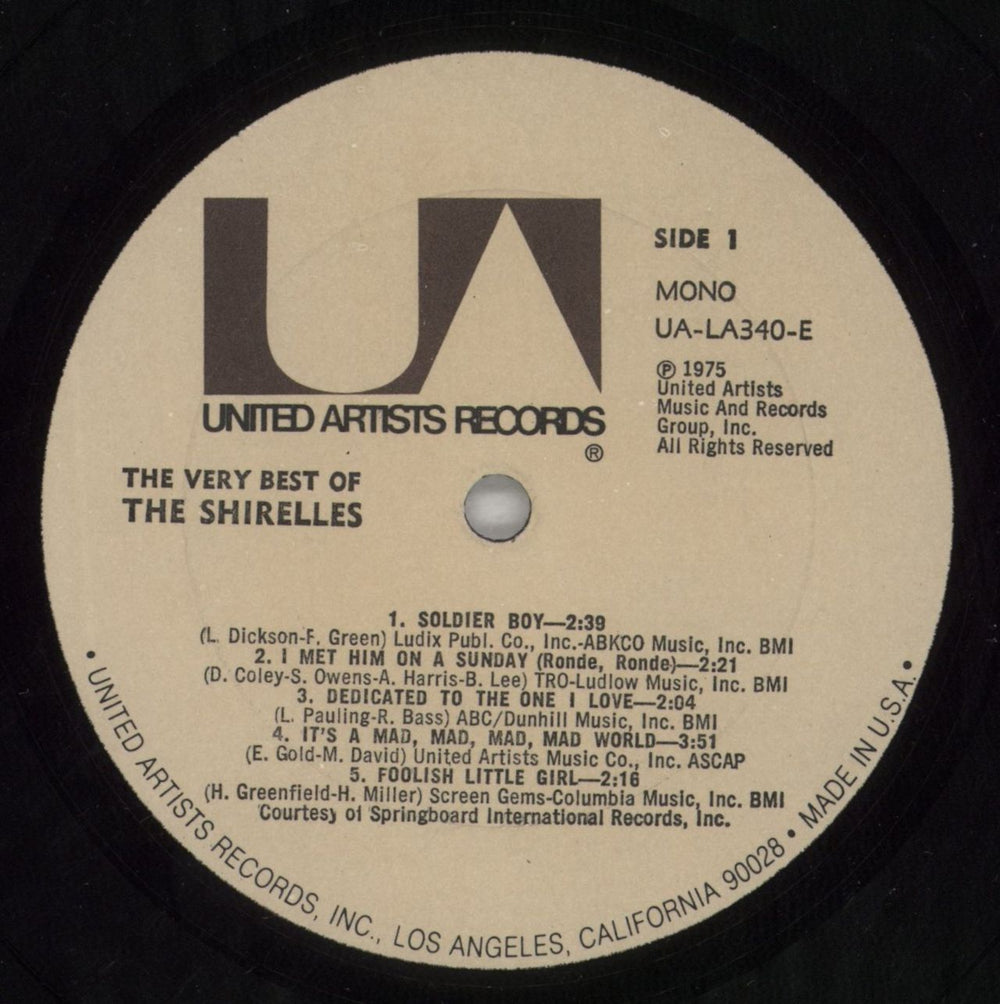 UA
UNITED ARTISTS RECORDS
®
SIDE 1
MONO
UA-LA340-E
℗ 1975
United Artists
Music And Records
Group, Inc.
All Rights Reserved
THE VERY BEST OF
THE SHIRELLES
1. SOLDIER BOY—2:39
(L. Dickson-F. Green) Ludix Publ. Co., Inc.-ABKCO Music, Inc. BMI
2. I MET HIM ON A SUNDAY (Ronde, Ronde)—2:21
(D. Coley-S. Owens-A. Harris-B. Lee) TRO-Ludlow Music, Inc. BMI
3. DEDICATED TO THE ONE I LOVE—2:04
(L. Pauling-R. Bass) ABC/Dunhill Music, Inc. BMI
4. IT'S A MAD, MAD, MAD, MAD WORLD—3:51
(E. Gold-M. David) United Artists Music Co., Inc. ASCAP
5. FOOLISH LITTLE GIRL—2:16
(H. Greenfield-H. Miller) Screen Gems-Columbia Music, Inc. BMI
Courtesy of Springboard International Records, Inc.
• UNITED ARTISTS RECORDS, INC., LOS ANGELES, CALIFORNIA 90028 • MADE IN U.S.A. •